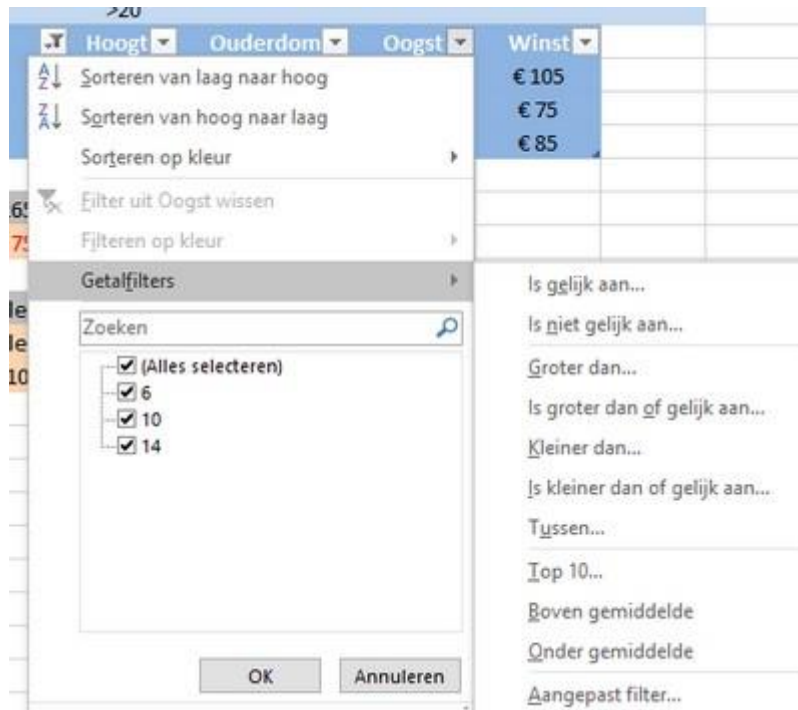 >20
Hoogt Ouderdom Oogst Winst
€ 105
€ 75
€ 85
Sorteren van laag naar hoog
Sorteren van hoog naar laag
Sorteren op kleur
Filter uit Oogst wissen
Filteren op kleur
Getalfilters
Zoeken
(Alles selecteren)
6
10
14
OK Annuleren
Is gelijk aan...
Is niet gelijk aan...
Groter dan...
Is groter dan of gelijk aan...
Kleiner dan...
Is kleiner dan of gelijk aan...
Tussen...
Top 10...
Boven gemiddelde
Onder gemiddelde
Aangepast filter...